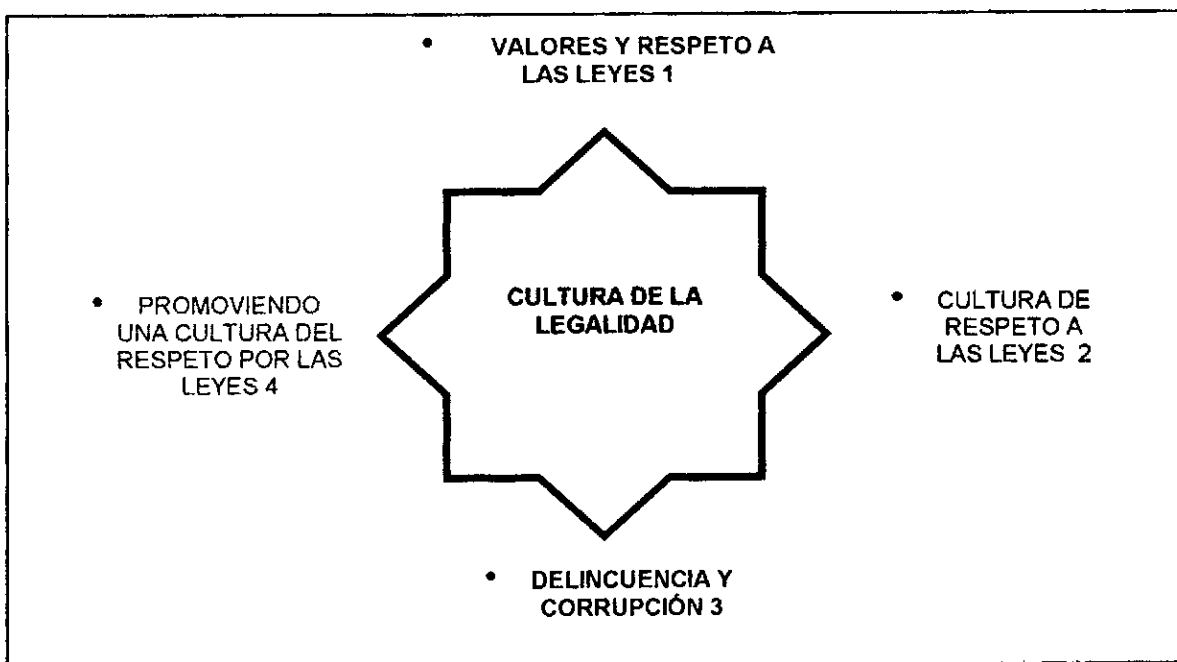 • VALORES Y RESPETO A
LAS LEYES 1
CULTURA DE LA
LEGALIDAD
• CULTURA DE
RESPETO A
LAS LEYES 2
• DELINCUENCIA Y
CORRUPCIÓN 3
• PROMOVIENDO
UNA CULTURA DEL
RESPETO POR LAS
LEYES 4